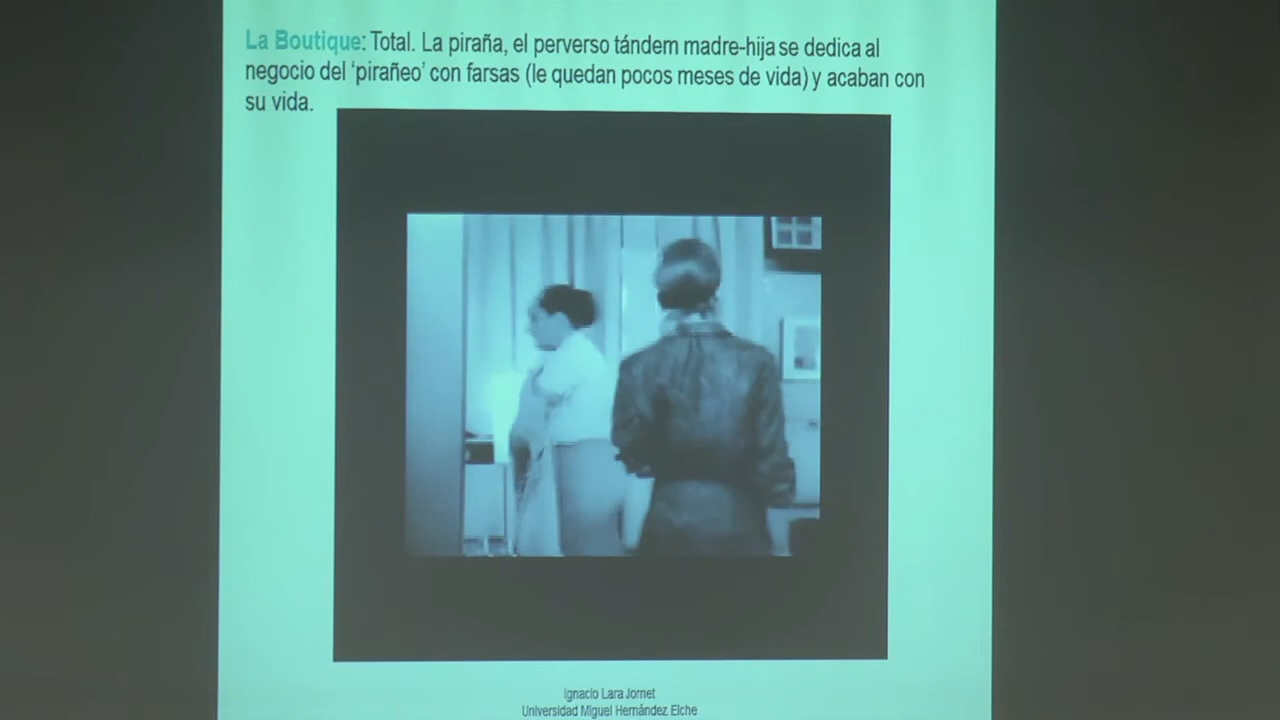 La Boutique: Total. La piraña, el perverso tándem madre-hija se dedica al
negocio del ‘pirañeo’ con farsas (le quedan pocos meses de vida) y acaban con
su vida.
Ignacio Lara Jornet
Universidad Miguel Hernández Elche